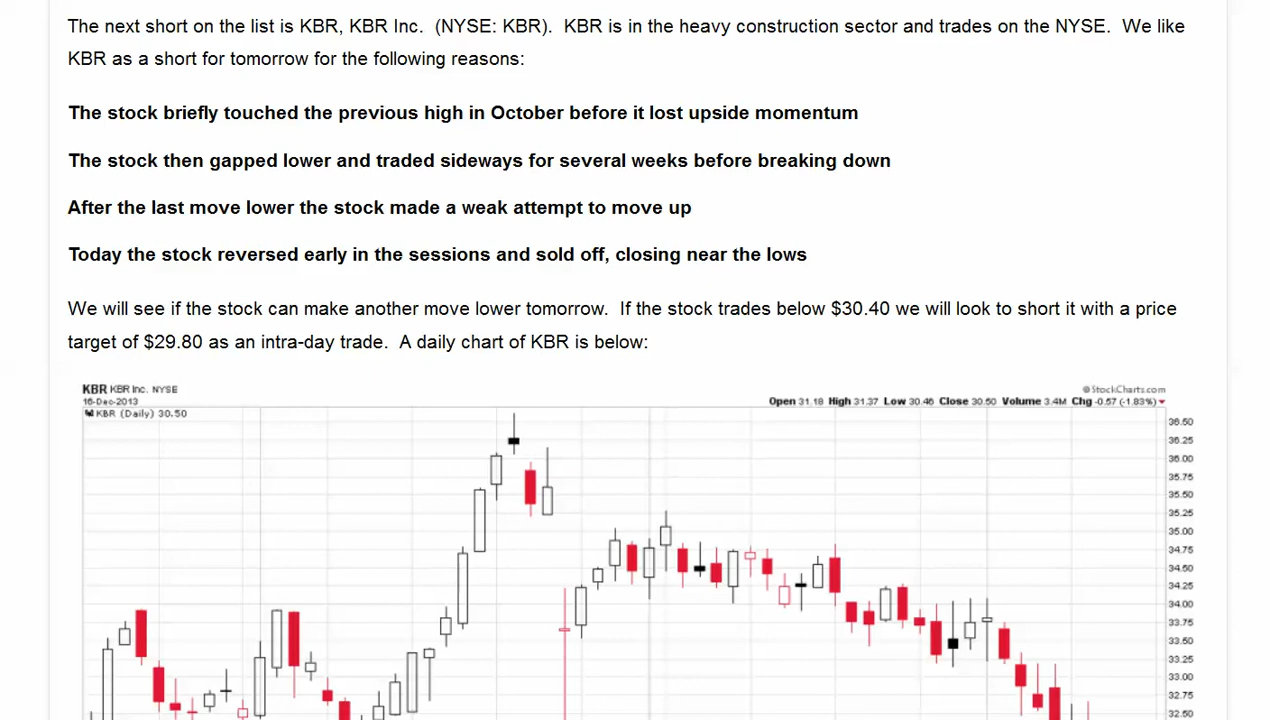 The next short on the list is KBR, KBR Inc. (NYSE: KBR). KBR is in the heavy construction sector and trades on the NYSE. We like
KBR as a short for tomorrow for the following reasons:
The stock briefly touched the previous high in October before it lost upside momentum
The stock then gapped lower and traded sideways for several weeks before breaking down
After the last move lower the stock made a weak attempt to move up
Today the stock reversed early in the sessions and sold off, closing near the lows
We will see if the stock can make another move lower tomorrow. If the stock trades below $30.40 we will look to short it with a price
target of $29.80 as an intra-day trade. A daily chart of KBR is below:
KBR KBR Inc. NYSE
© StockCharts.com
16-Dec-2013
Open 31.18 High 31.37 Low 30.46 Close 30.50 Volume 3.4M Chg -0.57 (-1.83%)
KBR (Daily) 30.50
36.50
36.25
36.00
35.75
35.50
35.25
35.00
34.75
34.50
34.25
34.00
33.75
33.50
33.25
33.00
32.75
32.50